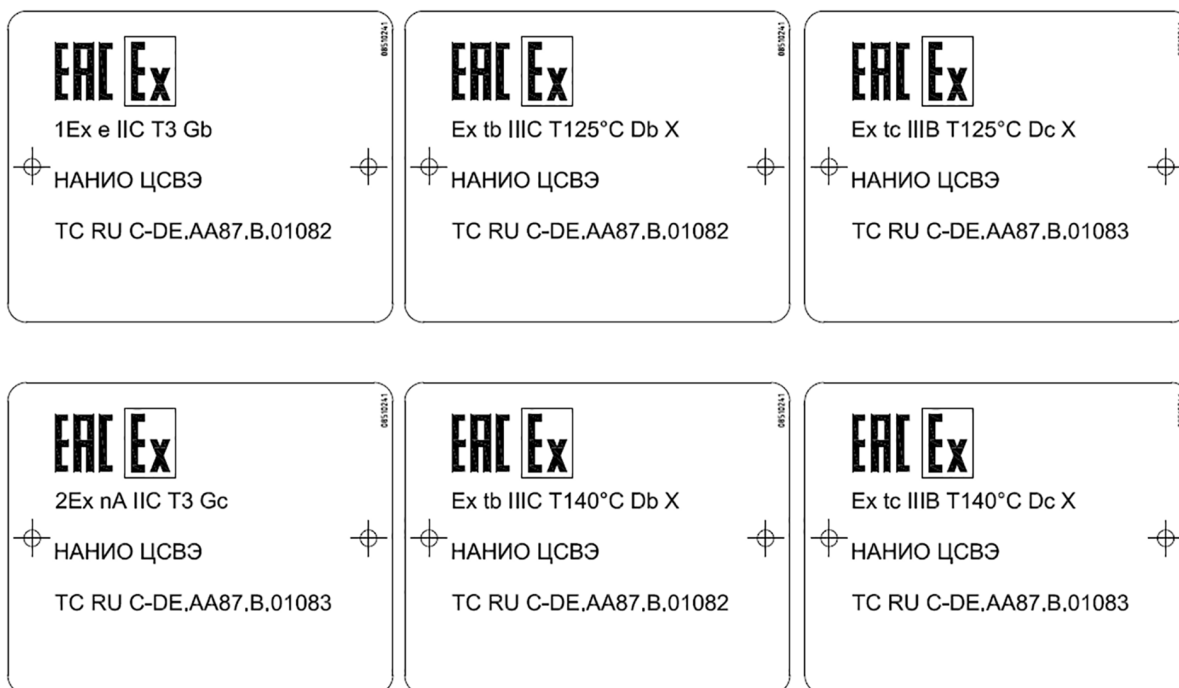 EAC Ex
08510241
1Ex e IIC T3 Gb
НАНИО ЦСВЭ
TC RU C-DE.AA87.B.01082
EAC Ex
08510241
Ex tb IIIC T125°C Db X
НАНИО ЦСВЭ
TC RU C-DE.AA87.B.01082
EAC Ex
Ex tc IIIB T125°C Dc X
НАНИО ЦСВЭ
TC RU C-DE.AA87.B.01083
EAC Ex
08510241
2Ex nA IIC T3 Gc
НАНИО ЦСВЭ
TC RU C-DE.AA87.B.01083
EAC Ex
08510241
Ex tb IIIC T140°C Db X
НАНИО ЦСВЭ
TC RU C-DE.AA87.B.01082
EAC Ex
Ex tc IIIB T140°C Dc X
НАНИО ЦСВЭ
TC RU C-DE.AA87.B.01083